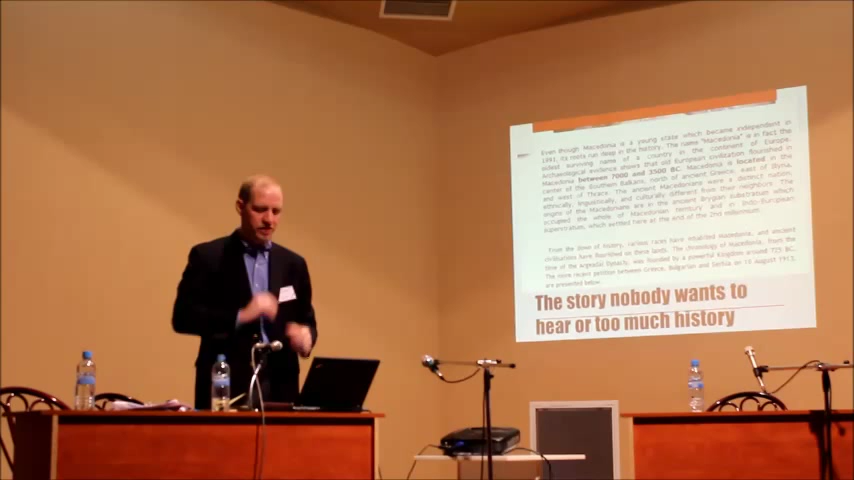 Even though Macedonia is a young state which became independent in
1991, its roots run deep in the history. The name "Macedonia" is in fact the
oldest surviving name of a country in the continent of Europe.
Archaeological evidence shows that old European civilization flourished in
Macedonia between 7000 and 3500 BC. Macedonia is located in the
center of the Southern Balkans, north of ancient Greece, east of Illyria,
and west of Thrace. The ancient Macedonians were a distinct nation,
ethnically, linguistically, and culturally different from their neighbors. The
origins of the Macedonians are in the ancient Brygian substratum which
occupied the whole of Macedonian territory and in Indo-European
superstratum, which settled here at the end of the 2nd millennium.
From the dawn of history, various races have inhabited macedonia, and ancient
civilizations have flourished on these lands. The chronology of Macedonia, from the
time of the dynasty, was founded by a powerful Kingdom around 725 BC,
the more recent partition between Greece, Bulgarian and Serbia on 10 August 1913,
are presented below.
The story nobody wants to
hear or too much history